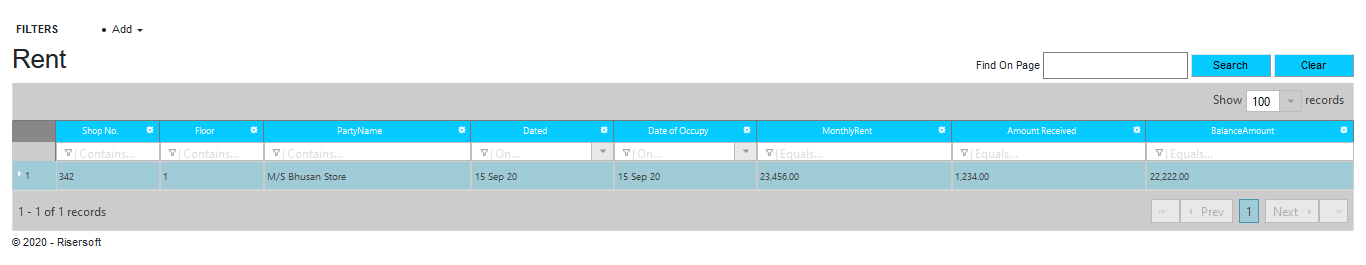 FILTERS • Add
Rent
Find On Page Search Clear
Show 100 records
Shop No. Floor PartyName Dated Date of Occupy MonthlyRent Amount Received BalanceAmount
Contains... Contains... Contains... On... On... Equals... Equals... Equals...
1 342 1 M/S Bhusan Store 15 Sep 20 15 Sep 20 23,456.00 1,234.00 22,222.00
1 - 1 of 1 records Prev 1 Next
© 2020 - Risersoft